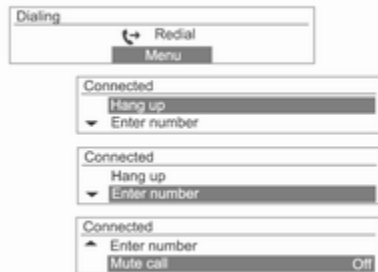 Dialing
Redial
Menu
Connected
Hang up
Enter number
Connected
Hang up
Enter number
Connected
Enter number
Mute call Off